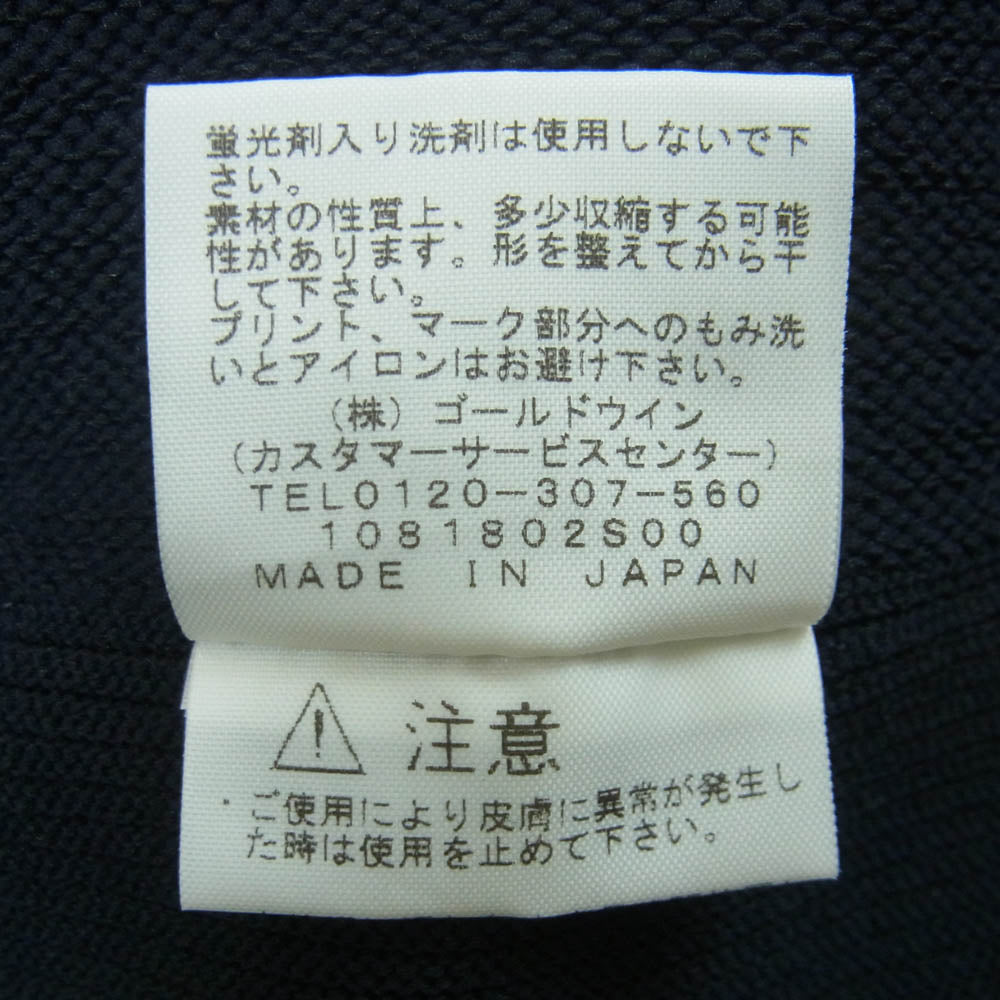 蛍光剤入り洗剤は使用しないで下
さい。
素材の性質上、多少収縮する可能
性があります。形を整えてから干
して下さい。
プリント、マーク部分へのもみ洗
いとアイロンはお避け下さい。
(株)ゴールドウイン
(カスタマーサービスセンター)
TEL0120-307-560
1081802S00
MADE IN JAPAN
注意
・ご使用により皮膚に異常が発生し
た時は使用を止めて下さい。